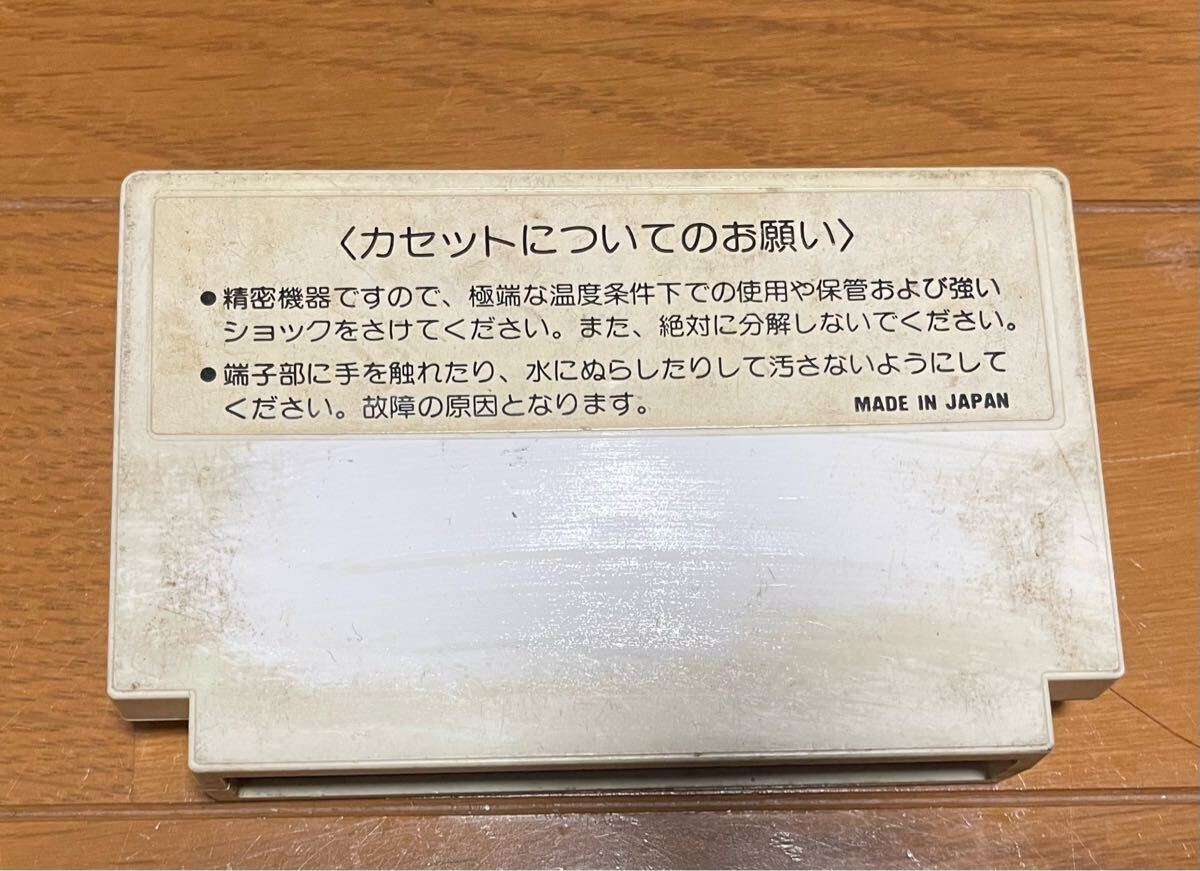 〈カセットについてのお願い〉
●精密機器ですので、極端な温度条件下での使用や保管および強い
ショックをさけてください。また、絶対に分解しないでください。
●端子部に手を触れたり、水にぬらしたりして汚さないようにして
ください。故障の原因となります。
MADE IN JAPAN